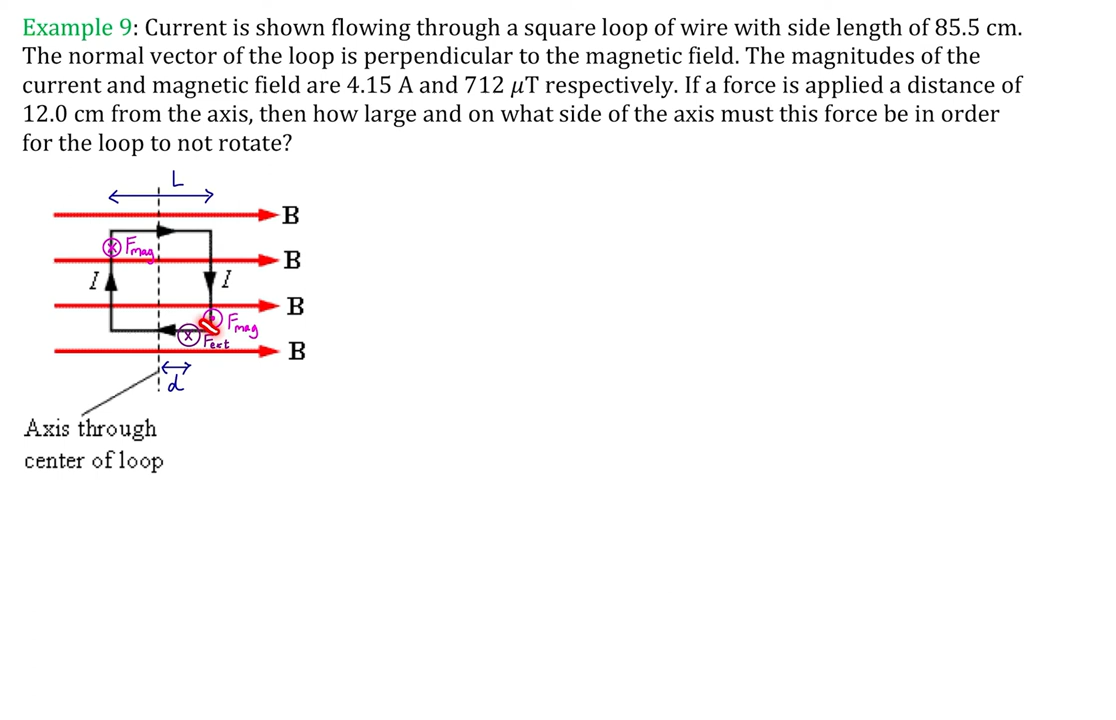 Example 9: Current is shown flowing through a square loop of wire with side length of 85.5 cm.
The normal vector of the loop is perpendicular to the magnetic field. The magnitudes of the
current and magnetic field are 4.15 A and 712 μT respectively. If a force is applied a distance of
12.0 cm from the axis, then how large and on what side of the axis must this force be in order
for the loop to not rotate?
L
B
Fmag
B
I
I
B
Fmag
Fext
B
d
Axis through
center of loop